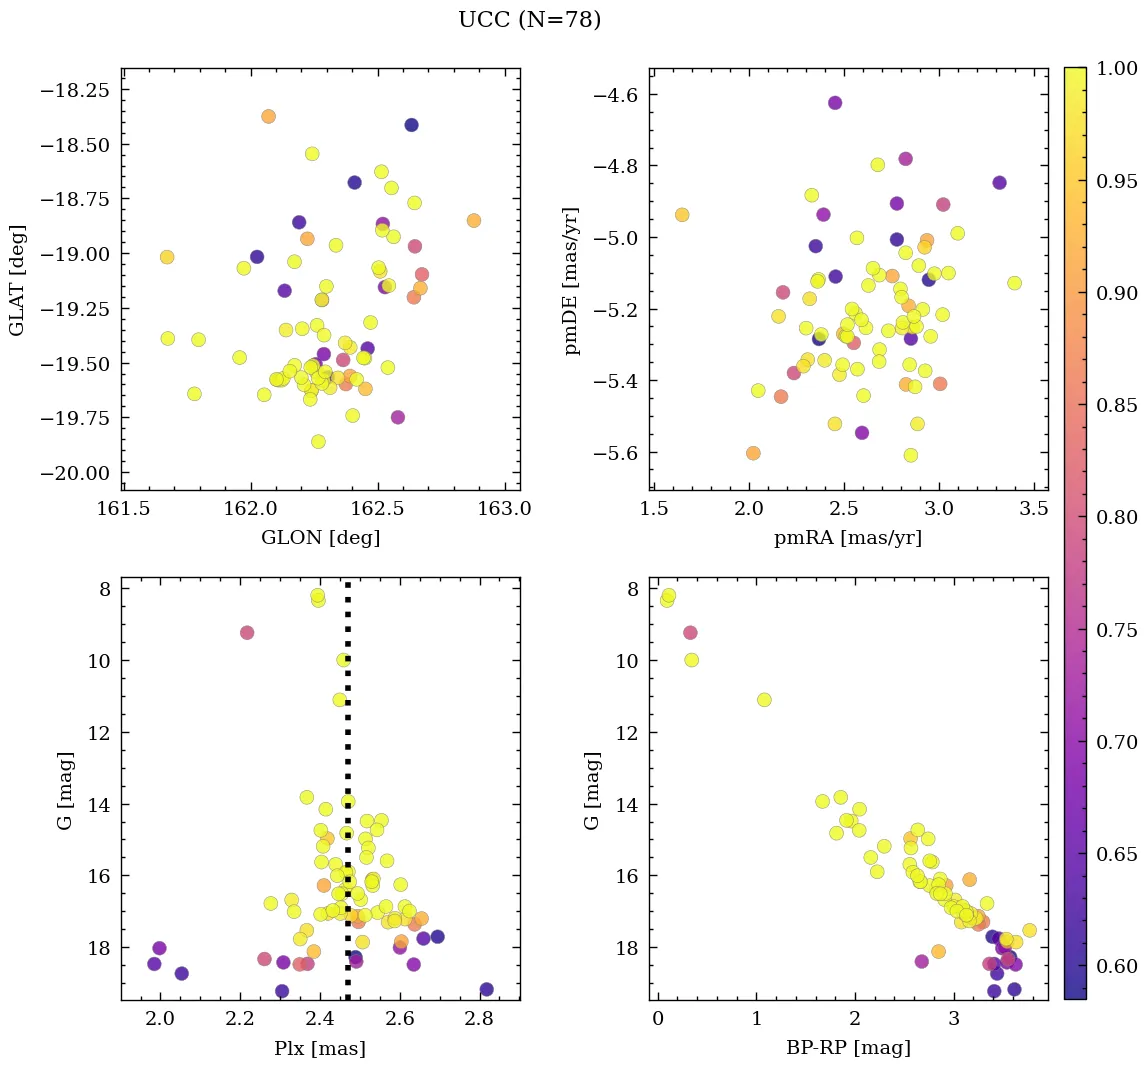 UCC (N=78)
−18.25
−18.50
−18.75
−19.00
−19.25
−19.50
−19.75
−20.00
GLAT [deg]
161.5 162.0 162.5 163.0
GLON [deg]
−4.6
−4.8
−5.0
−5.2
−5.4
−5.6
pmDE [mas/yr]
1.5 2.0 2.5 3.0 3.5
pmRA [mas/yr]
8
10
12
14
16
18
G [mag]
2.0 2.2 2.4 2.6 2.8
Plx [mas]
8
10
12
14
16
18
G [mag]
0 1 2 3
BP-RP [mag]
1.00
0.95
0.90
0.85
0.80
0.75
0.70
0.65
0.60